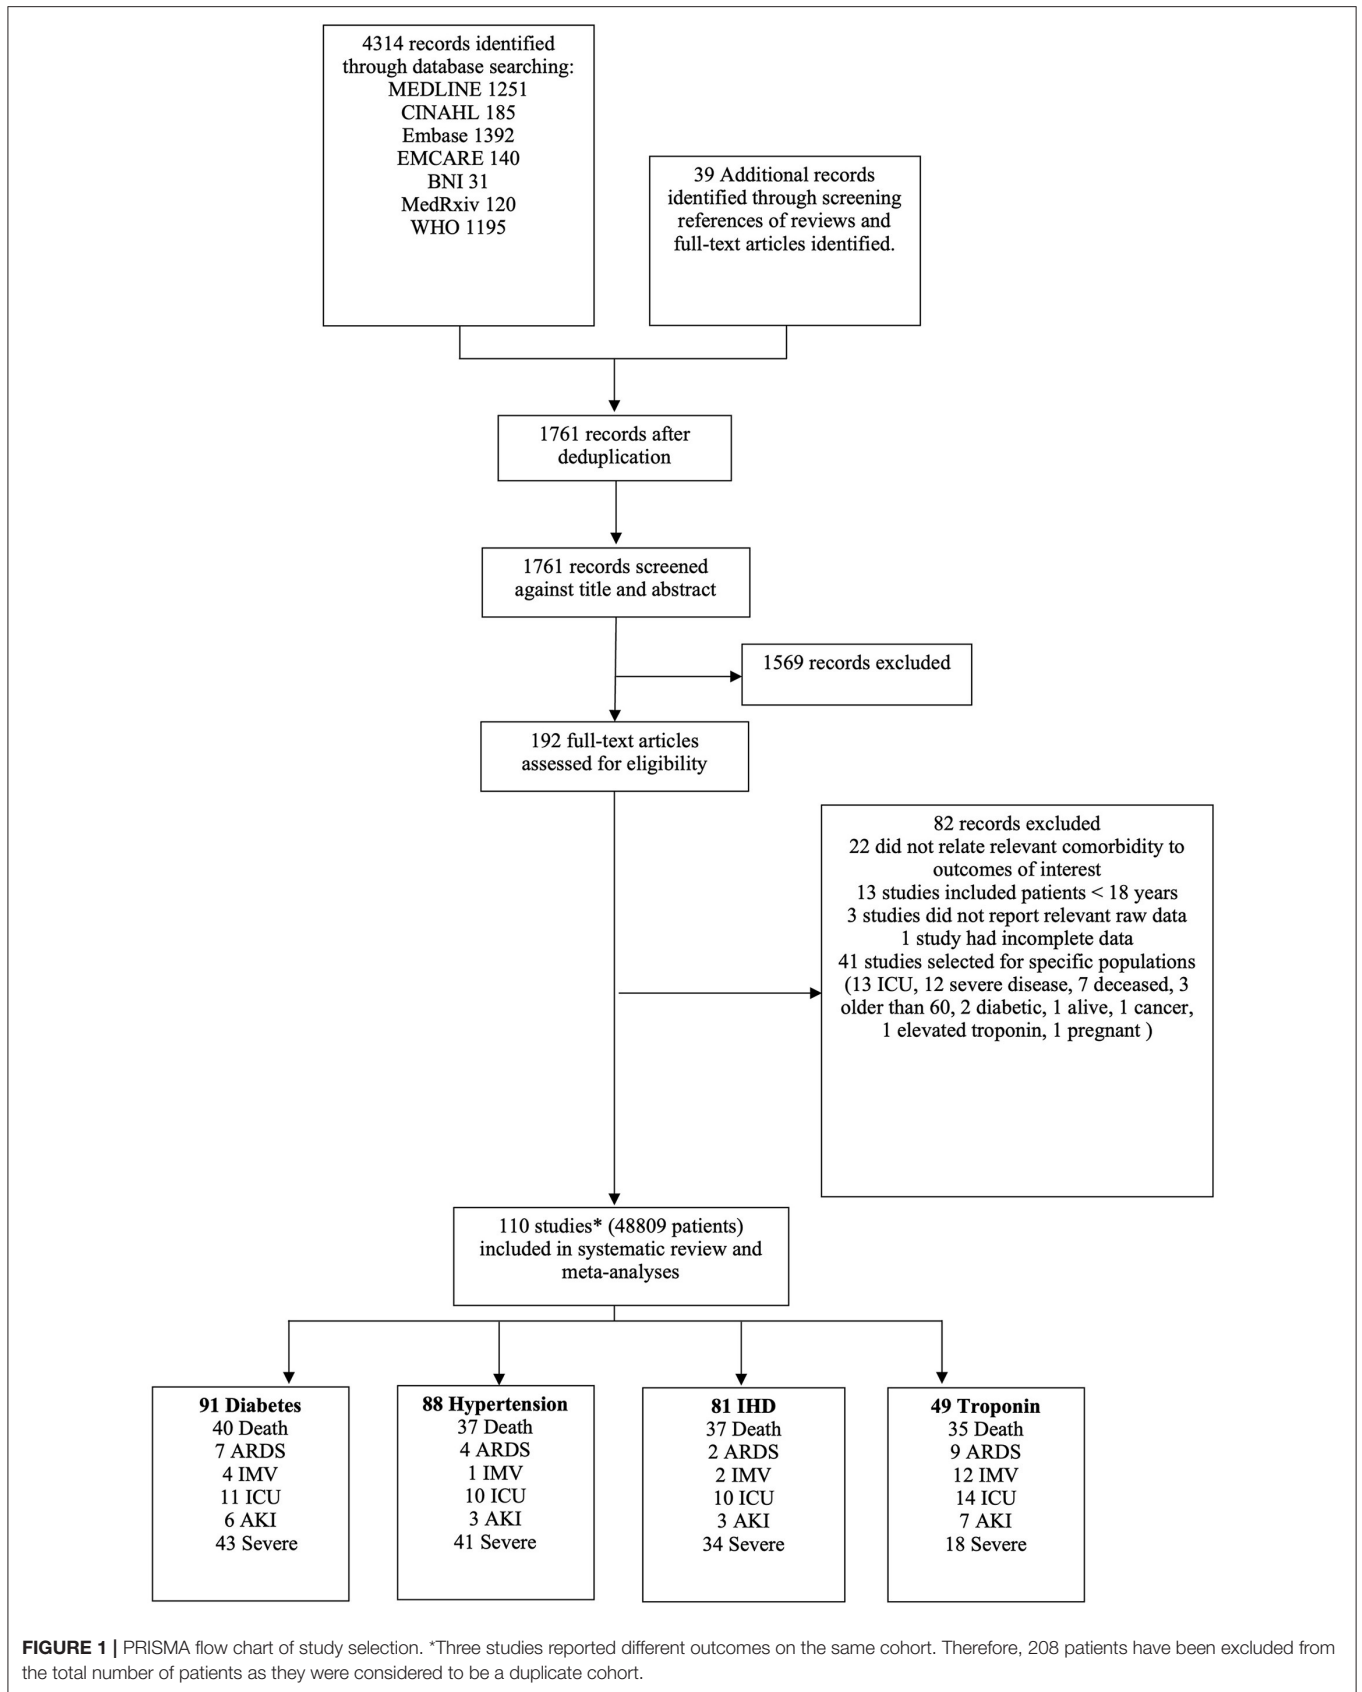 4314 records identified
through database searching:
MEDLINE 1251
CINAHL 185
Embase 1392
EMCARE 140
BNI 31
MedRxiv 120
WHO 1195
39 Additional records
identified through screening
references of reviews and
full-text articles identified.
1761 records after
deduplication
1761 records screened
against title and abstract
1569 records excluded
192 full-text articles
assessed for eligibility
82 records excluded
22 did not relate relevant comorbidity to
outcomes of interest
13 studies included patients < 18 years
3 studies did not report relevant raw data
1 study had incomplete data
41 studies selected for specific populations
(13 ICU, 12 severe disease, 7 deceased, 3
older than 60, 2 diabetic, 1 alive, 1 cancer,
1 elevated troponin, 1 pregnant )
110 studies* (48809 patients)
included in systematic review and
meta-analyses
91 Diabetes
40 Death
7 ARDS
4 IMV
11 ICU
6 AKI
43 Severe
88 Hypertension
37 Death
4 ARDS
1 IMV
10 ICU
3 AKI
41 Severe
81 IHD
37 Death
2 ARDS
2 IMV
10 ICU
3 AKI
34 Severe
49 Troponin
35 Death
9 ARDS
12 IMV
14 ICU
7 AKI
18 Severe
FIGURE 1 | PRISMA flow chart of study selection. *Three studies reported different outcomes on the same cohort. Therefore, 208 patients have been excluded from
the total number of patients as they were considered to be a duplicate cohort.